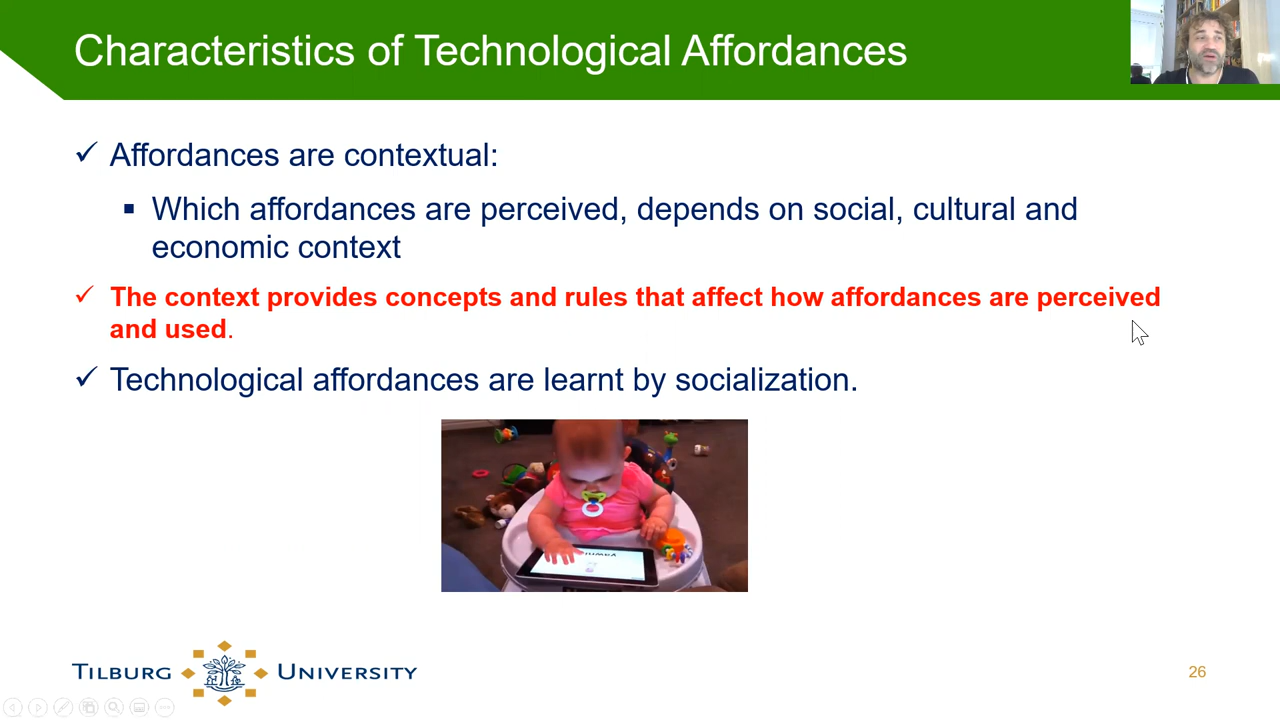 Characteristics of Technological Affordances
Affordances are contextual:
Which affordances are perceived, depends on social, cultural and
economic context
The context provides concepts and rules that affect how affordances are perceived
and used.
Technological affordances are learnt by socialization.
TILBURG UNIVERSITY
26